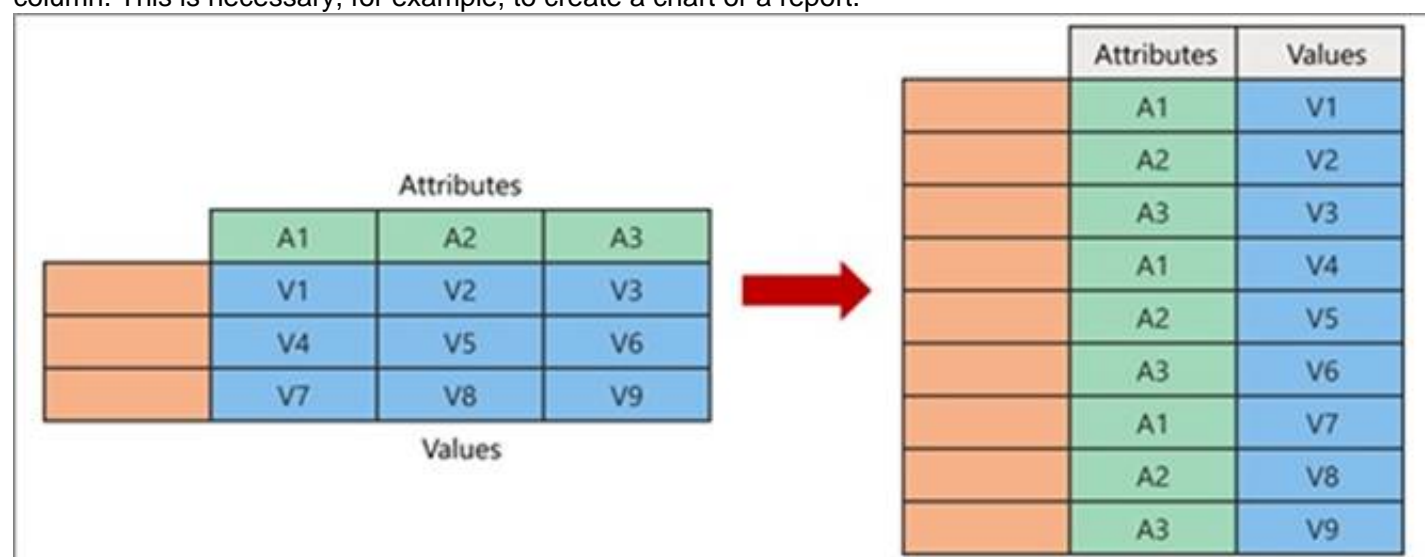 column. This is necessary, for example, to create a chart or a report.
Attributes
A1 A2 A3
V1 V2 V3
V4 V5 V6
V7 V8 V9
Values
Attributes Values
A1 V1
A2 V2
A3 V3
A1 V4
A2 V5
A3 V6
A1 V7
A2 V8
A3 V9